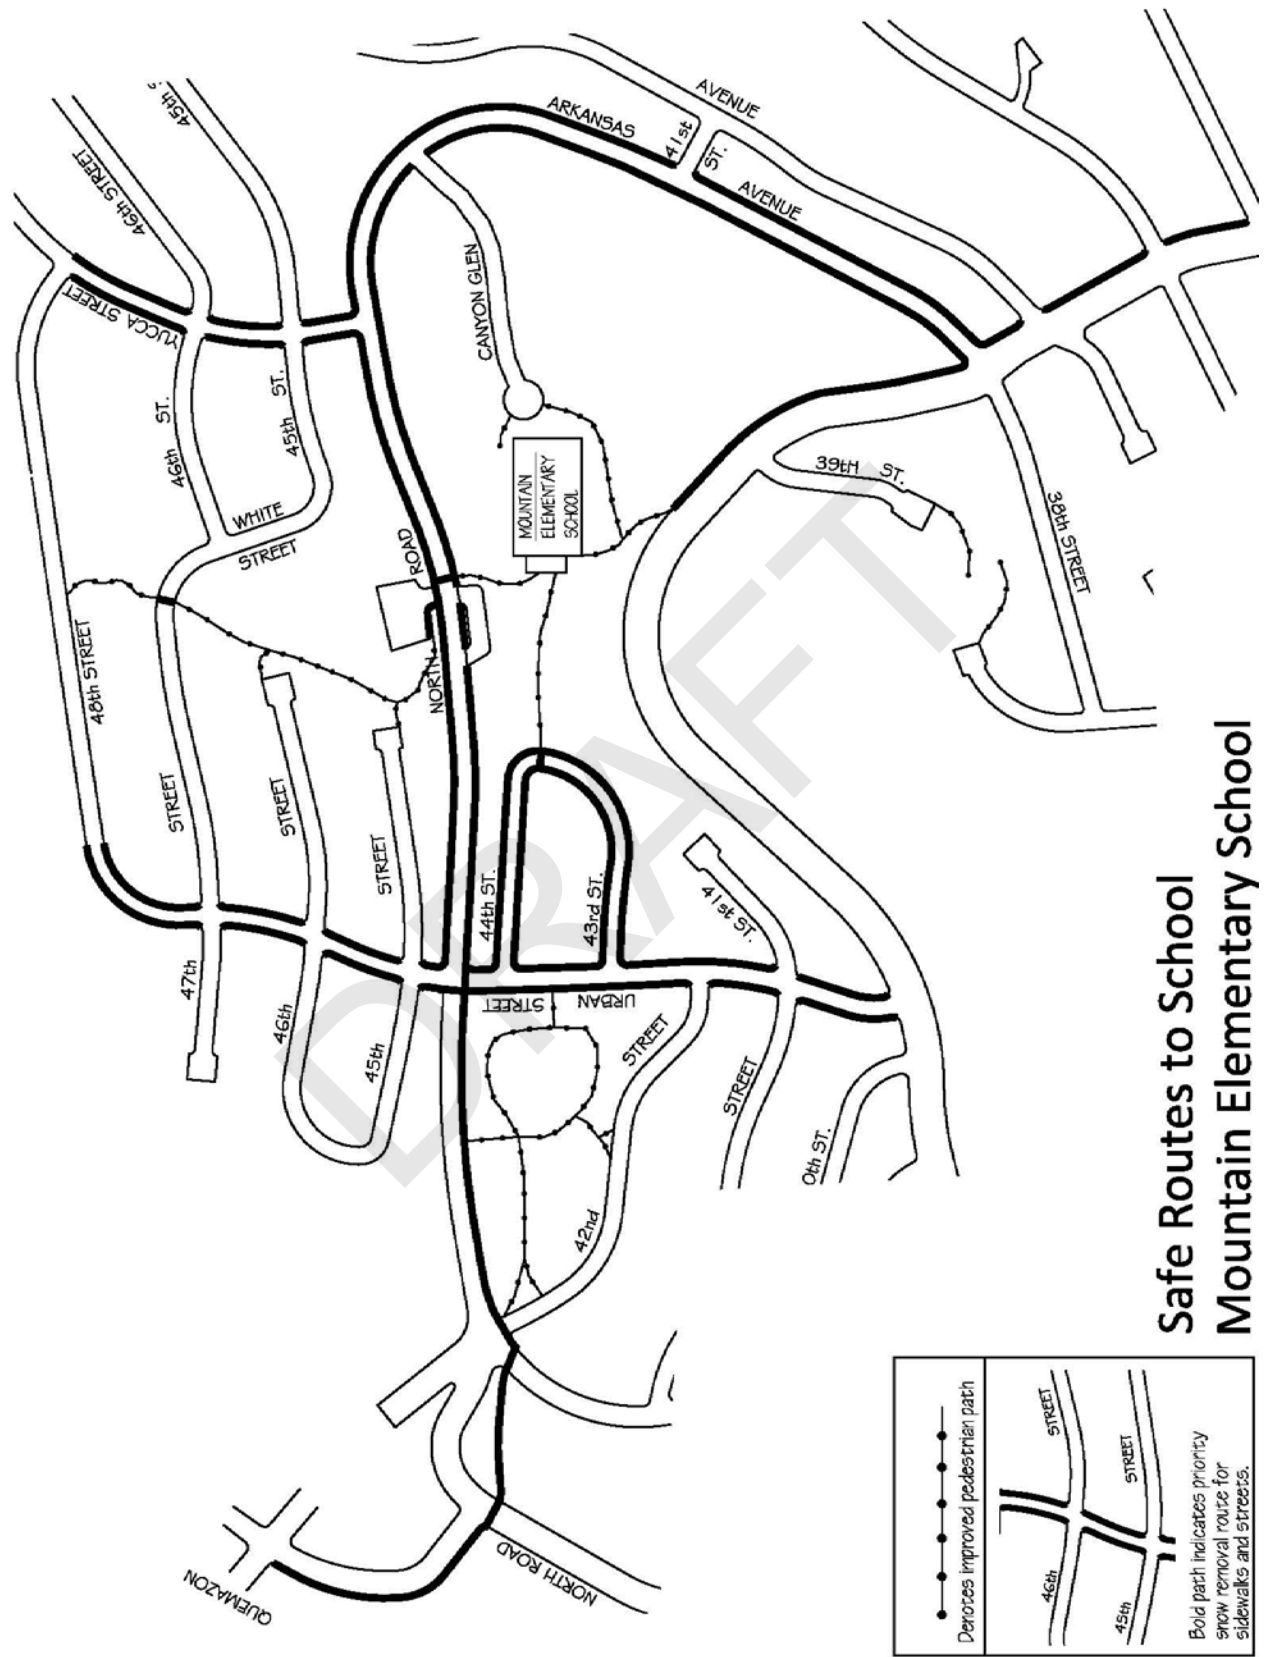 Safe Routes to School
Mountain Elementary School
Denotes improved pedestrian path
46th
STREET
45th
STREET
Bold path indicates priority
snow removal route for
sidewalks and streets.
QUEMAZON
NORTH ROAD
42nd
STREET
0th ST.
STREET
41st ST.
URBAN
STREET
47th
STREET
46th
STREET
45th
STREET
44th ST.
43rd ST.
48th STREET
NORTH
ROAD
WHITE
STREET
46th
ST.
45th
ST.
YUCCA STREET
46th STREET
45th S
MOUNTAIN
ELEMENTARY
SCHOOL
CANYON GLEN
ARKANSAS
AVENUE
41st
ST.
AVENUE
39tH ST.
38th STREET
DRAFT